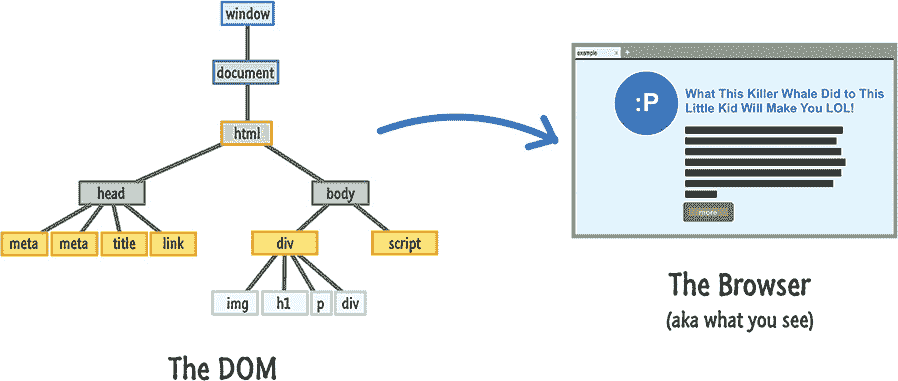 window
document
html
head
body
meta meta title link
div
script
img h1 p div
The DOM
example
:P
What This Killer Whale Did to This
Little Kid Will Make You LOL!
more
The Browser
(aka what you see)